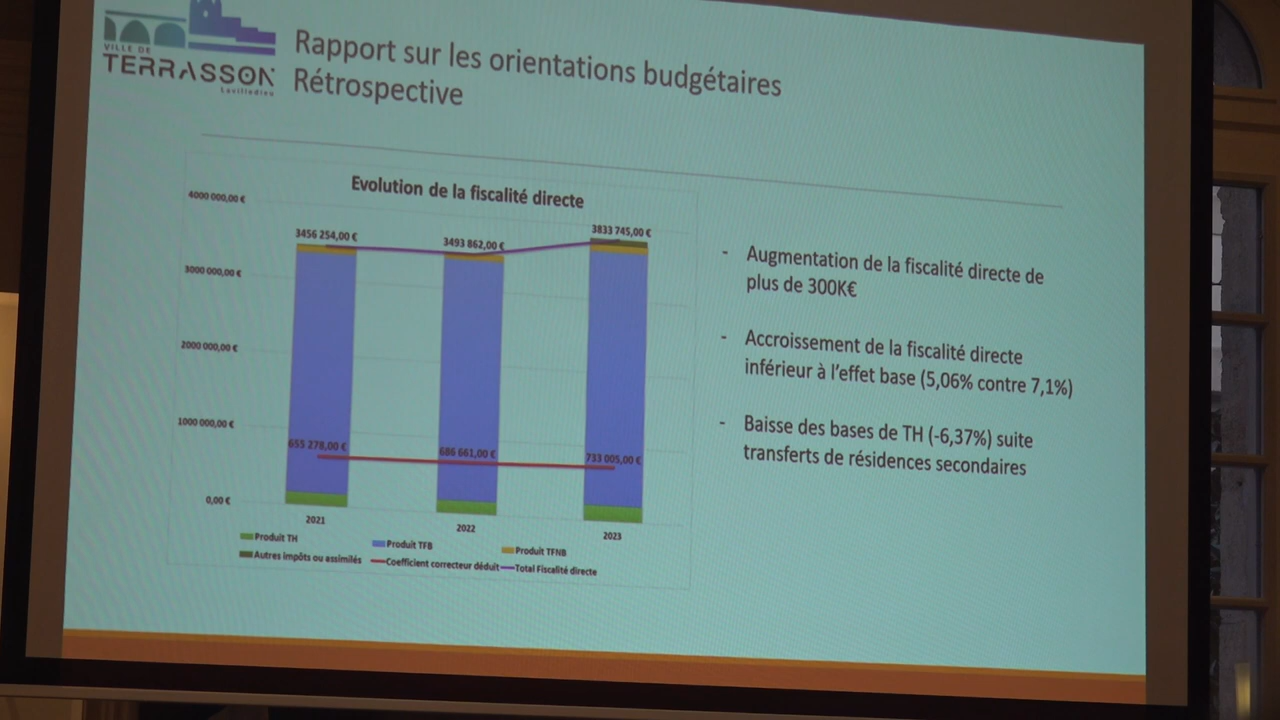 VILLE DE
TERRASSON
Lavilledieu
Rapport sur les orientations budgétaires
Rétrospective
Evolution de la fiscalité directe
4000 000,00 €
3000 000,00 €
2000 000,00 €
1000 000,00 €
0,00 €
3456 254,00 €
3493 862,00 €
3833 745,00 €
655 278,00 €
686 661,00 €
733 005,00 €
2021
2022
2023
Produit TH
Produit TFB
Produit TFNB
Autres impôts ou assimilés
Coefficient correcteur déduit
Total Fiscalité directe
- Augmentation de la fiscalité directe de
plus de 300K€
- Accroissement de la fiscalité directe
inférieur à l'effet base (5,06% contre 7,1%)
- Baisse des bases de TH (-6,37%) suite
transferts de résidences secondaires